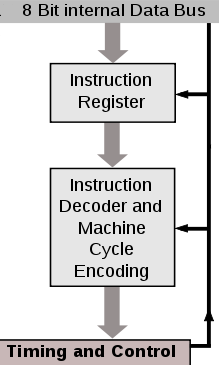 8 Bit internal Data Bus
Instruction
Register
Instruction
Decoder and
Machine
Cycle
Encoding
Timing and Control